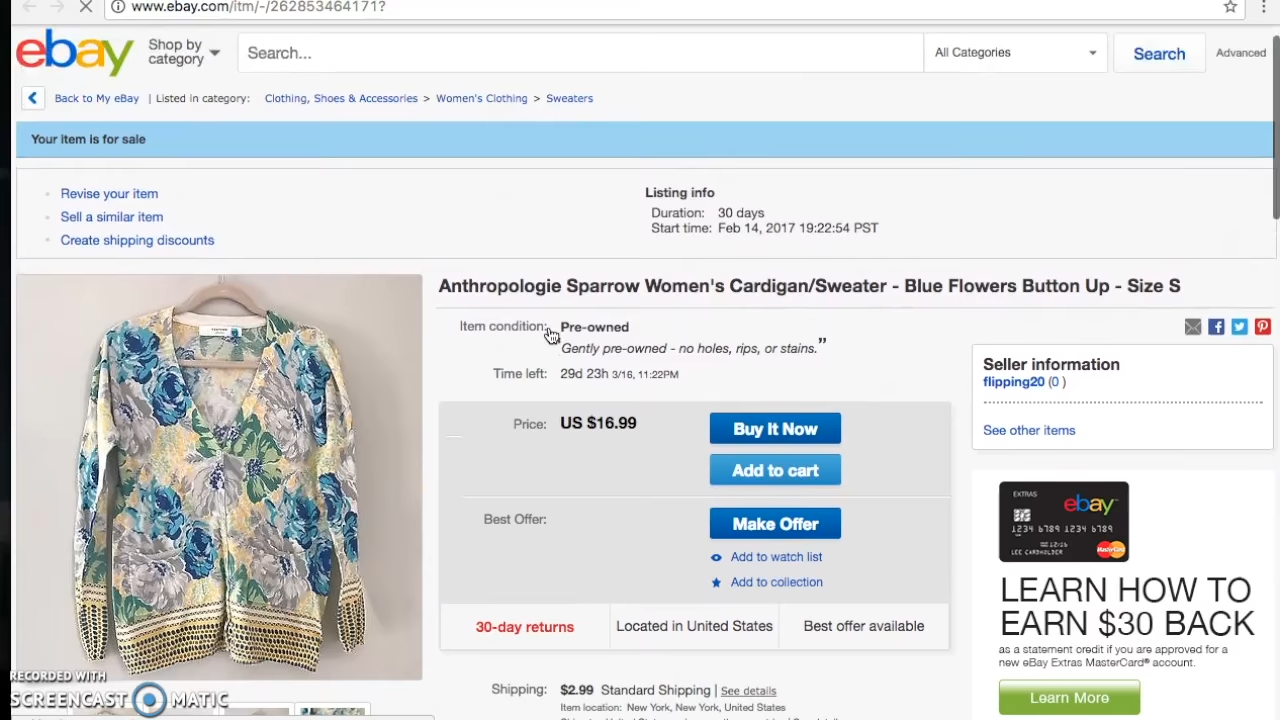 www.ebay.com/itm/-/262853464171?
ebay
Shop by category
Search...
All Categories
Search
Advanced
Back to My eBay | Listed in category: Clothing, Shoes & Accessories > Women's Clothing > Sweaters
Your item is for sale
Revise your item
Sell a similar item
Create shipping discounts
Listing info
Duration: 30 days
Start time: Feb 14, 2017 19:22:54 PST
Anthropologie Sparrow Women's Cardigan/Sweater - Blue Flowers Button Up - Size S
Item condition: Pre-owned
Gently pre-owned - no holes, rips, or stains.”
Time left: 29d 23h 3/16, 11:22PM
Price: US $16.99
Buy It Now
Add to cart
Best Offer:
Make Offer
Add to watch list
Add to collection
30-day returns
Located in United States
Best offer available
Shipping: $2.99 Standard Shipping | See details
Item location: New York, New York, United States
Seller information
flipping20 (0 )
See other items
EXTRAS
ebay
1234 5789 1234 6789
LEE CARDHOLDER
MasterCard
LEARN HOW TO
EARN $30 BACK
as a statement credit if you are approved for a
new eBay Extras MasterCard® account.
Learn More
RECORDED WITH
SCREENCAST MATIC